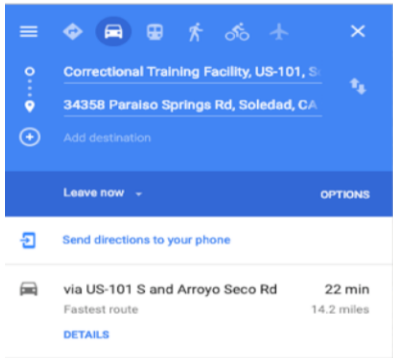 Correctional Training Facility, US-101, S
34358 Paraiso Springs Rd, Soledad, CA
Add destination
Leave now
OPTIONS
Send directions to your phone
via US-101 S and Arroyo Seco Rd 22 min
Fastest route 14.2 miles
DETAILS